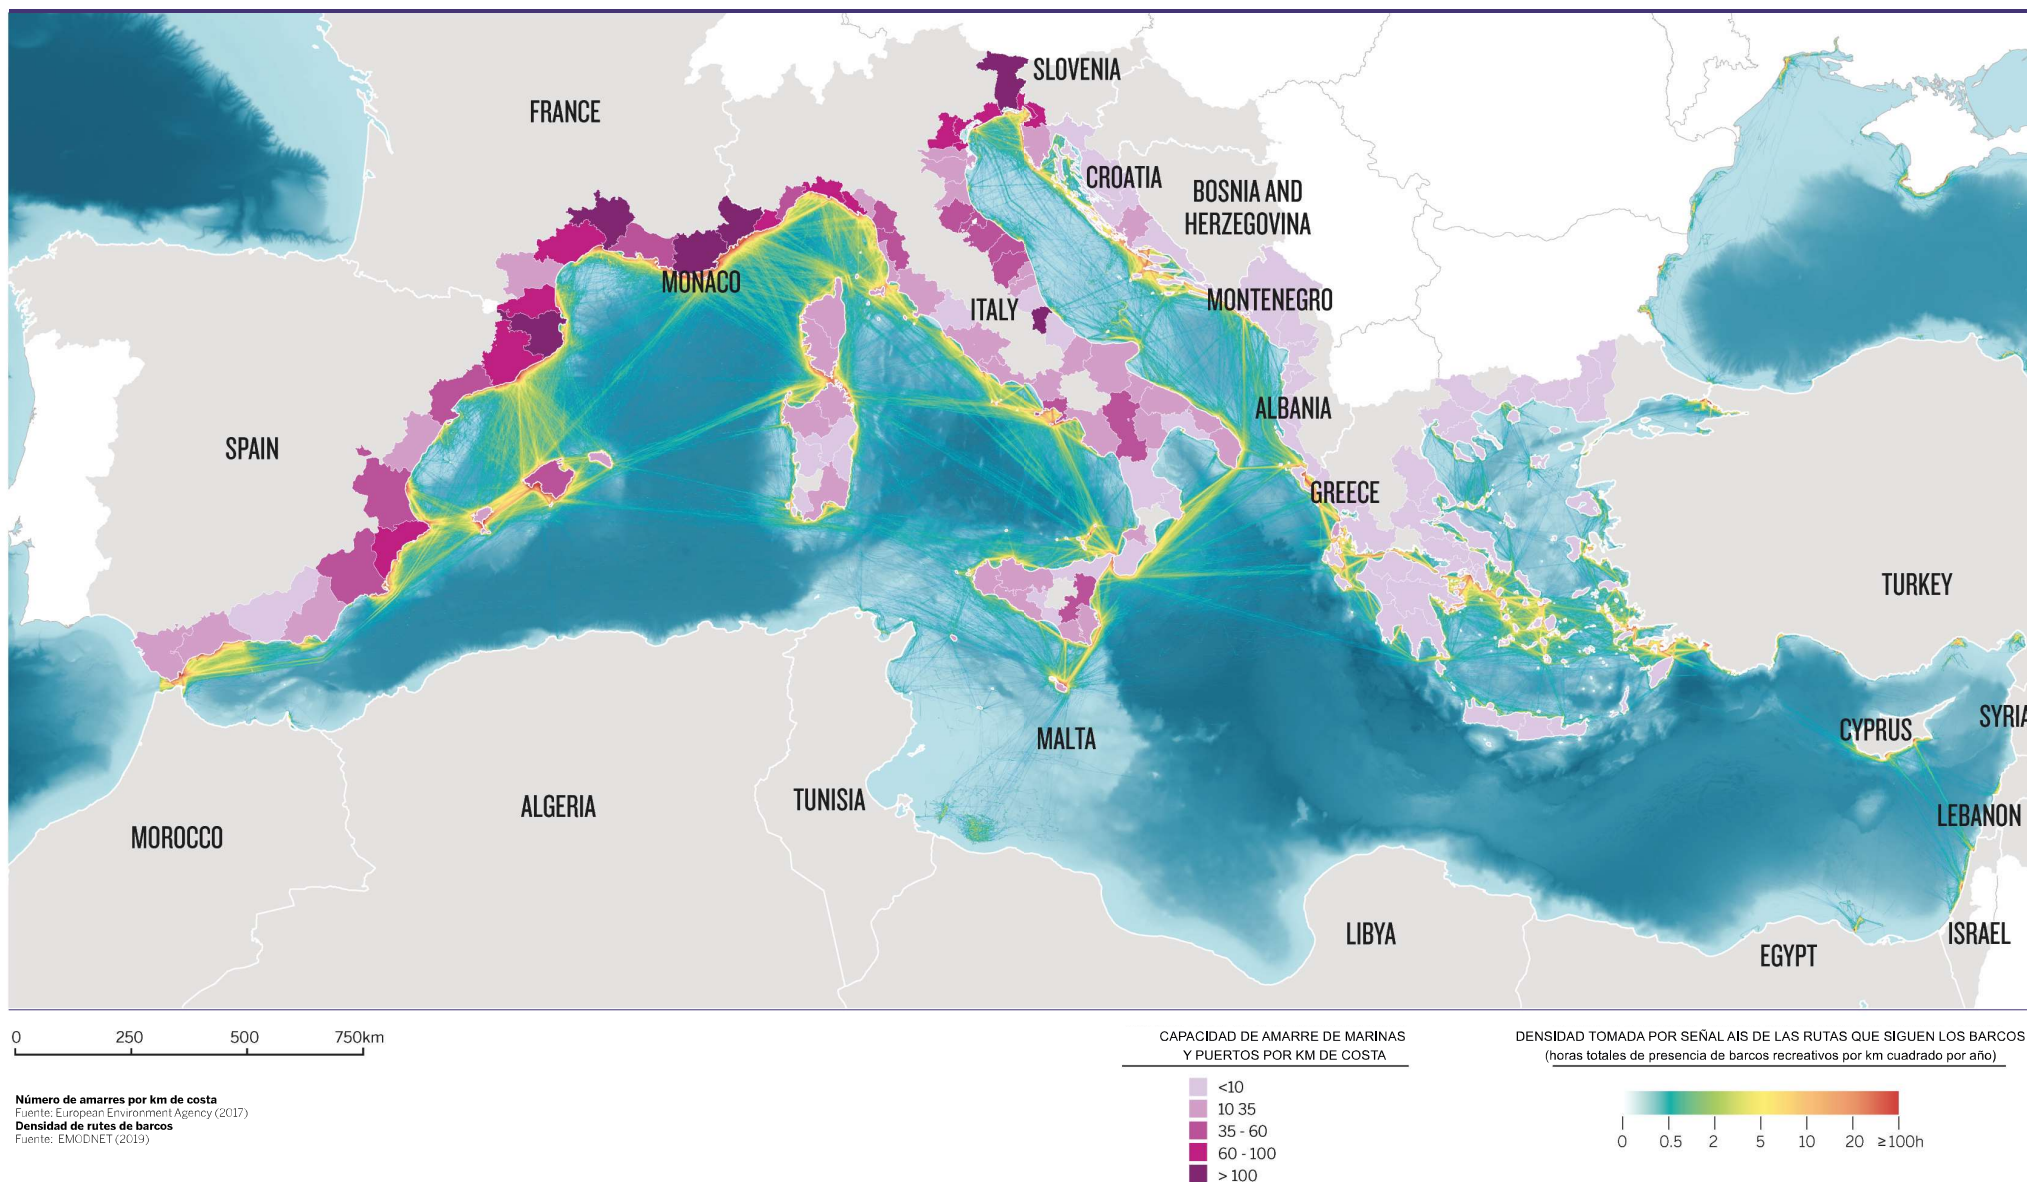 SLOVENIA
FRANCE
CROATIA
BOSNIA AND
HERZEGOVINA
MONACO
ITALY
MONTENEGRO
ALBANIA
SPAIN
GREECE
TURKEY
MALTA
CYPRUS
SYRIA
TUNISIA
ALGERIA
LEBANON
MOROCCO
LIBYA
ISRAEL
EGYPT
0 250 500 750km
Número de amarres por km de costa
Fuente: European Environment Agency (2017)
Densidad de rutes de barcos
Fuente: EMODNET (2019)
CAPACIDAD DE AMARRE DE MARINAS
Y PUERTOS POR KM DE COSTA
<10
10 35
35 - 60
60 - 100
> 100
DENSIDAD TOMADA POR SEÑAL AIS DE LAS RUTAS QUE SIGUEN LOS BARCOS
(horas totales de presencia de barcos recreativos por km cuadrado por año)
0 0.5 2 5 10 20 ≥100h